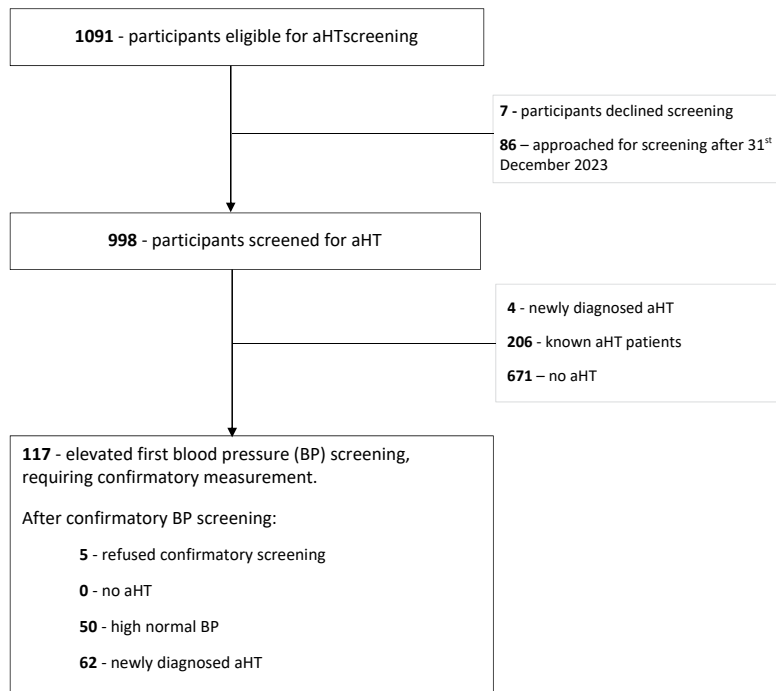 1091 - participants eligible for aHTscreening
7 - participants declined screening
86 – approached for screening after 31st
December 2023
998 - participants screened for aHT
4 - newly diagnosed aHT
206 - known aHT patients
671 – no aHT
117 - elevated first blood pressure (BP) screening,
requiring confirmatory measurement.
After confirmatory BP screening:
5 - refused confirmatory screening
0 - no aHT
50 - high normal BP
62 - newly diagnosed aHT